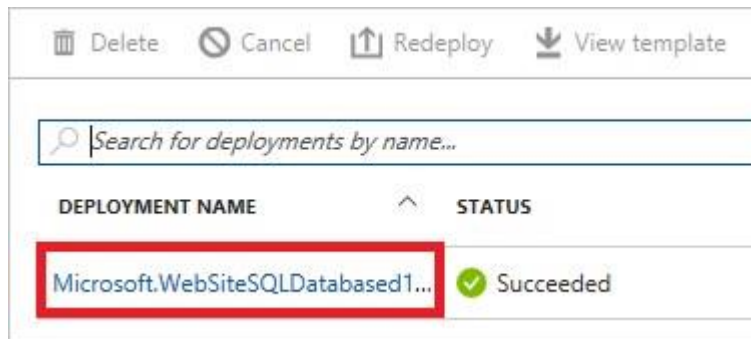 Delete Cancel Redeploy View template
Search for deployments by name...
DEPLOYMENT NAME STATUS
Microsoft.WebSiteSQLDatabased1... Succeeded